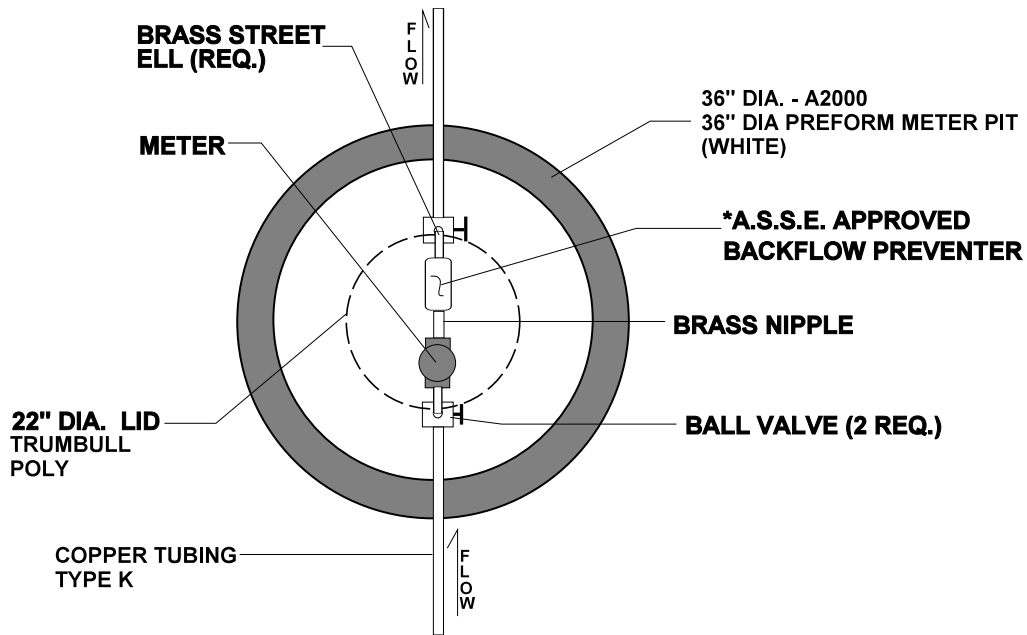 FLOW
BRASS STREET
ELL (REQ.)
36" DIA. - A2000
36" DIA PREFORM METER PIT
(WHITE)
METER
*A.S.S.E. APPROVED
BACKFLOW PREVENTER
BRASS NIPPLE
22" DIA. LID
TRUMBULL
POLY
BALL VALVE (2 REQ.)
COPPER TUBING
TYPE K
FLOW